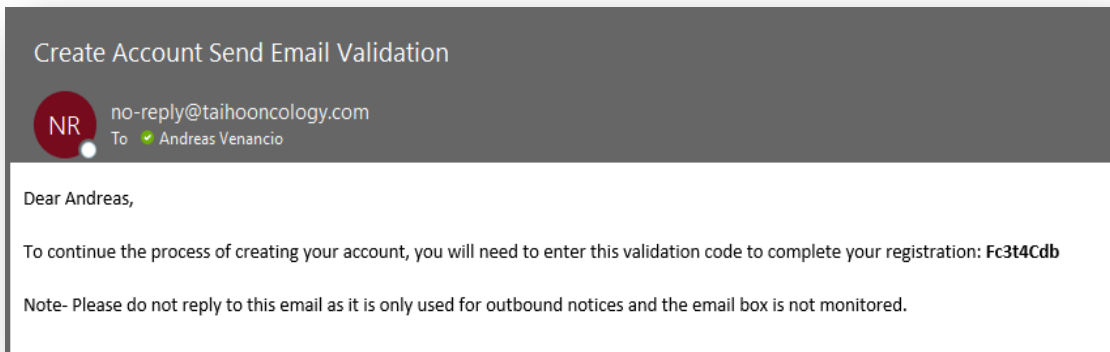 Create Account Send Email Validation
NR
no-reply@taihooncology.com
To Andreas Venancio
Dear Andreas,
To continue the process of creating your account, you will need to enter this validation code to complete your registration: Fc3t4Cdb
Note- Please do not reply to this email as it is only used for outbound notices and the email box is not monitored.